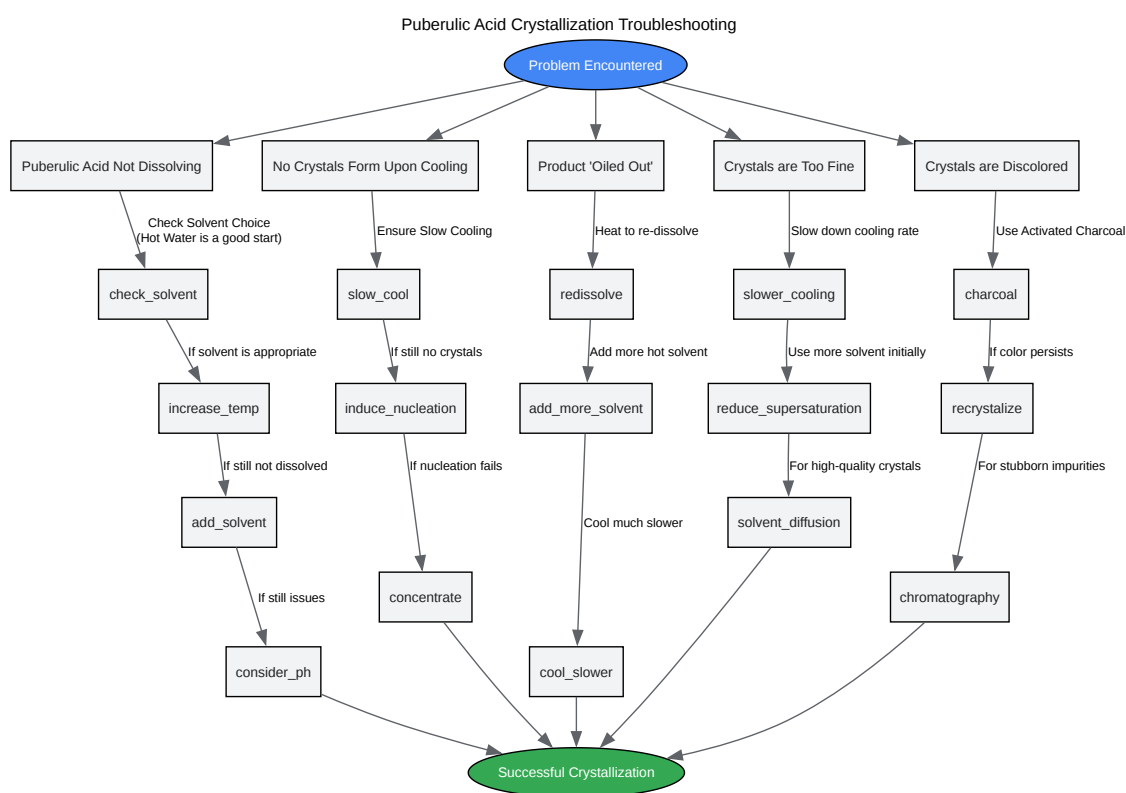 Puberulic Acid Crystallization Troubleshooting
Problem Encountered
Puberulic Acid Not Dissolving
No Crystals Form Upon Cooling
Product 'Oiled Out'
Crystals are Too Fine
Crystals are Discolored
Check Solvent Choice
(Hot Water is a good start)
Ensure Slow Cooling
Heat to re-dissolve
Slow down cooling rate
Use Activated Charcoal
check_solvent
slow_cool
redissolve
slower_cooling
charcoal
If solvent is appropriate
If still no crystals
Add more hot solvent
Use more solvent initially
If color persists
increase_temp
induce_nucleation
add_more_solvent
reduce_supersaturation
recrystalize
If still not dissolved
If nucleation fails
For high-quality crystals
For stubborn impurities
add_solvent
Cool much slower
solvent_diffusion
If still issues
concentrate
chromatography
consider_ph
cool_slower
Successful Crystallization